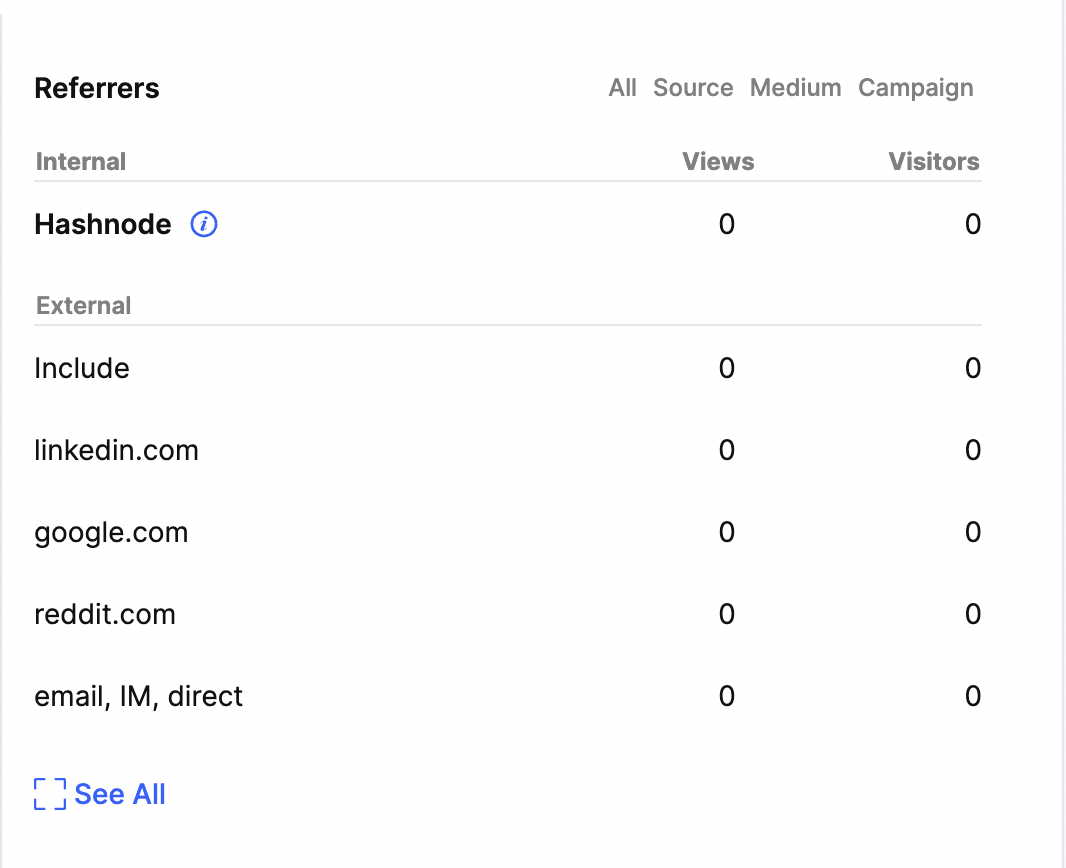 Referrers All Source Medium Campaign
Internal Views Visitors
Hashnode i 0 0
External
Include 0 0
linkedin.com 0 0
google.com 0 0
reddit.com 0 0
email, IM, direct 0 0
See All